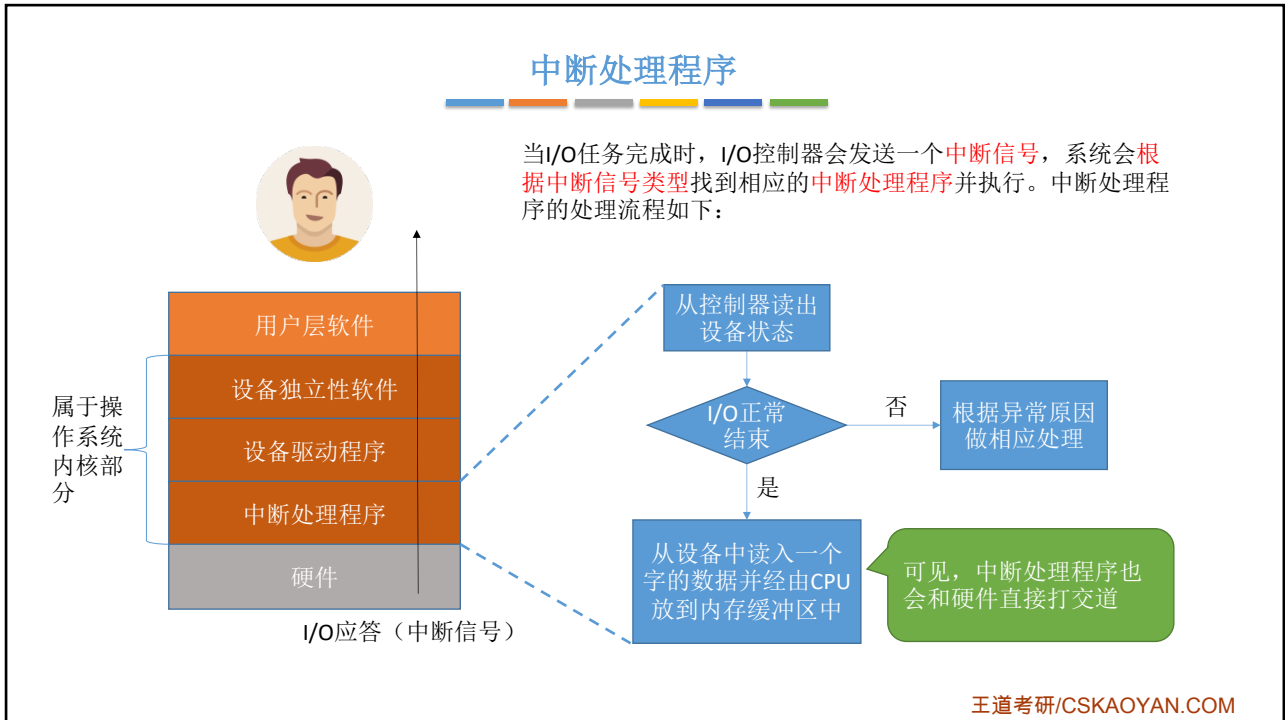 中断处理程序
当I/O任务完成时，I/O控制器会发送一个中断信号，系统会根
据中断信号类型找到相应的中断处理程序并执行。中断处理程
序的处理流程如下：
用户层软件
设备独立性软件
设备驱动程序
中断处理程序
硬件
属于操
作系统
内核部
分
I/O应答（中断信号）
从控制器读出
设备状态
I/O正常
结束
否
根据异常原因
做相应处理
是
从设备中读入一个
字的数据并经由CPU
放到内存缓冲区中
可见，中断处理程序也
会和硬件直接打交道
王道考研/CSKAOYAN.COM